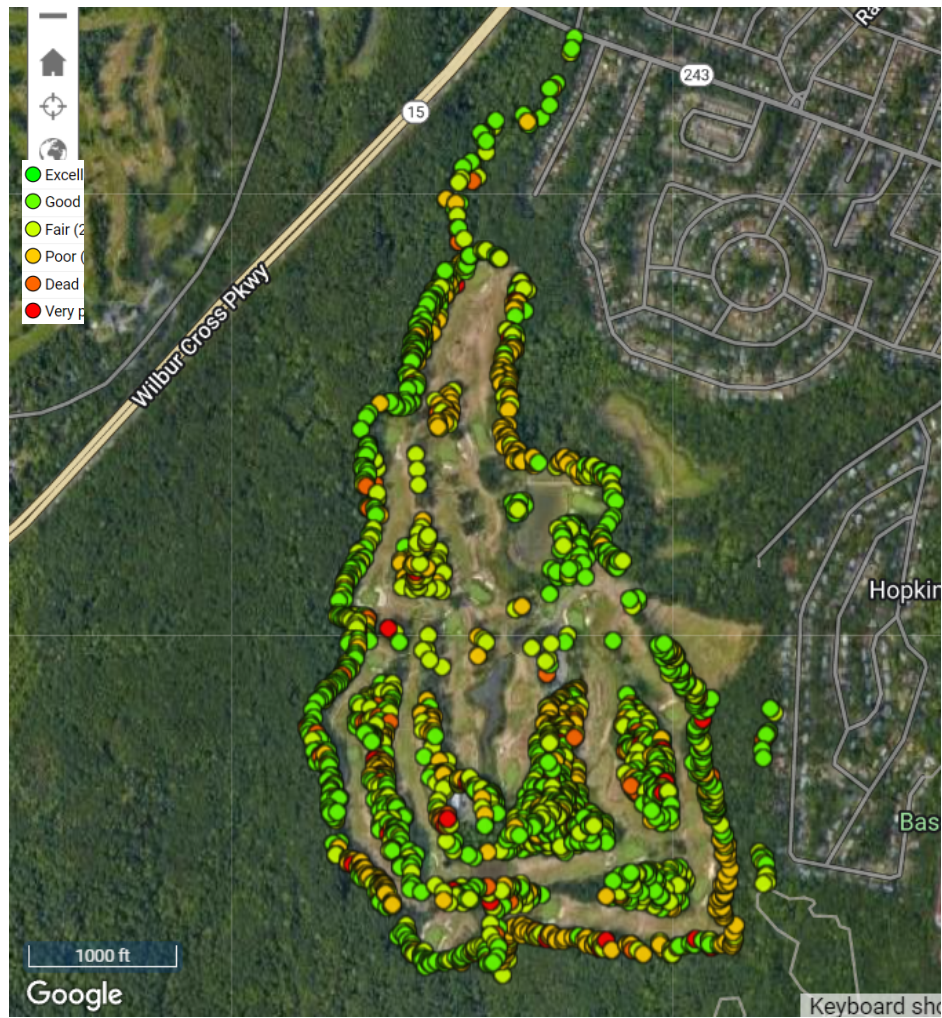 Ra
243
15
Excell
Good
Fair (2
Poor (
Dead
Very p
Wilbur Cross Pkwy
Hopkin
Bas
1000 ft
Google
Keyboard sho